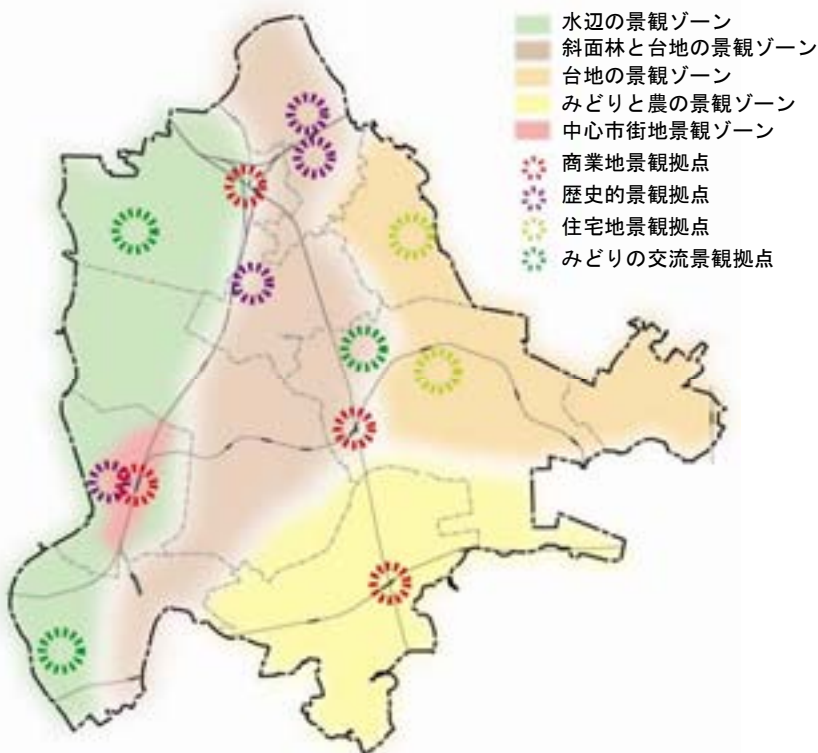 水辺の景観ゾーン
斜面林と台地の景観ゾーン
台地の景観ゾーン
みどりと農の景観ゾーン
中心市街地景観ゾーン
商業地景観拠点
歴史的景観拠点
住宅地景観拠点
みどりの交流景観拠点